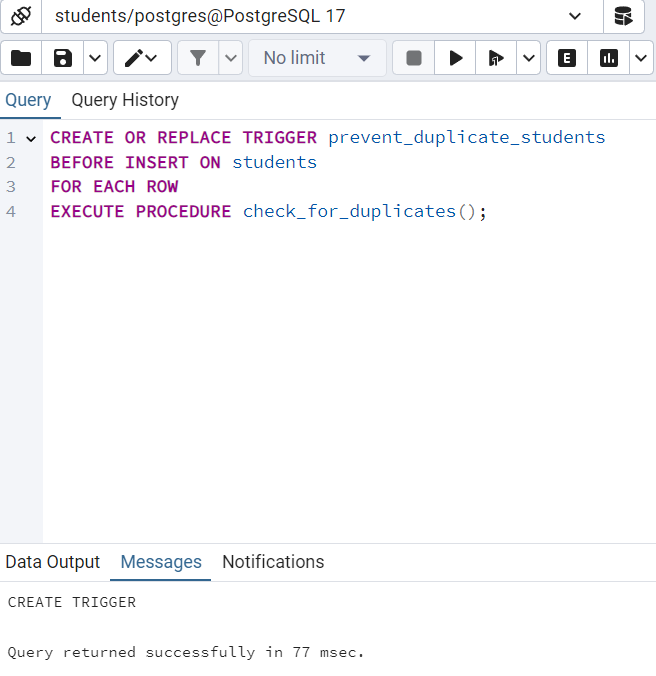 students/postgres@PostgreSQL 17
No limit
E
Query Query History
1 CREATE OR REPLACE TRIGGER prevent_duplicate_students
2 BEFORE INSERT ON students
3 FOR EACH ROW
4 EXECUTE PROCEDURE check_for_duplicates();
Data Output Messages Notifications
CREATE TRIGGER
Query returned successfully in 77 msec.